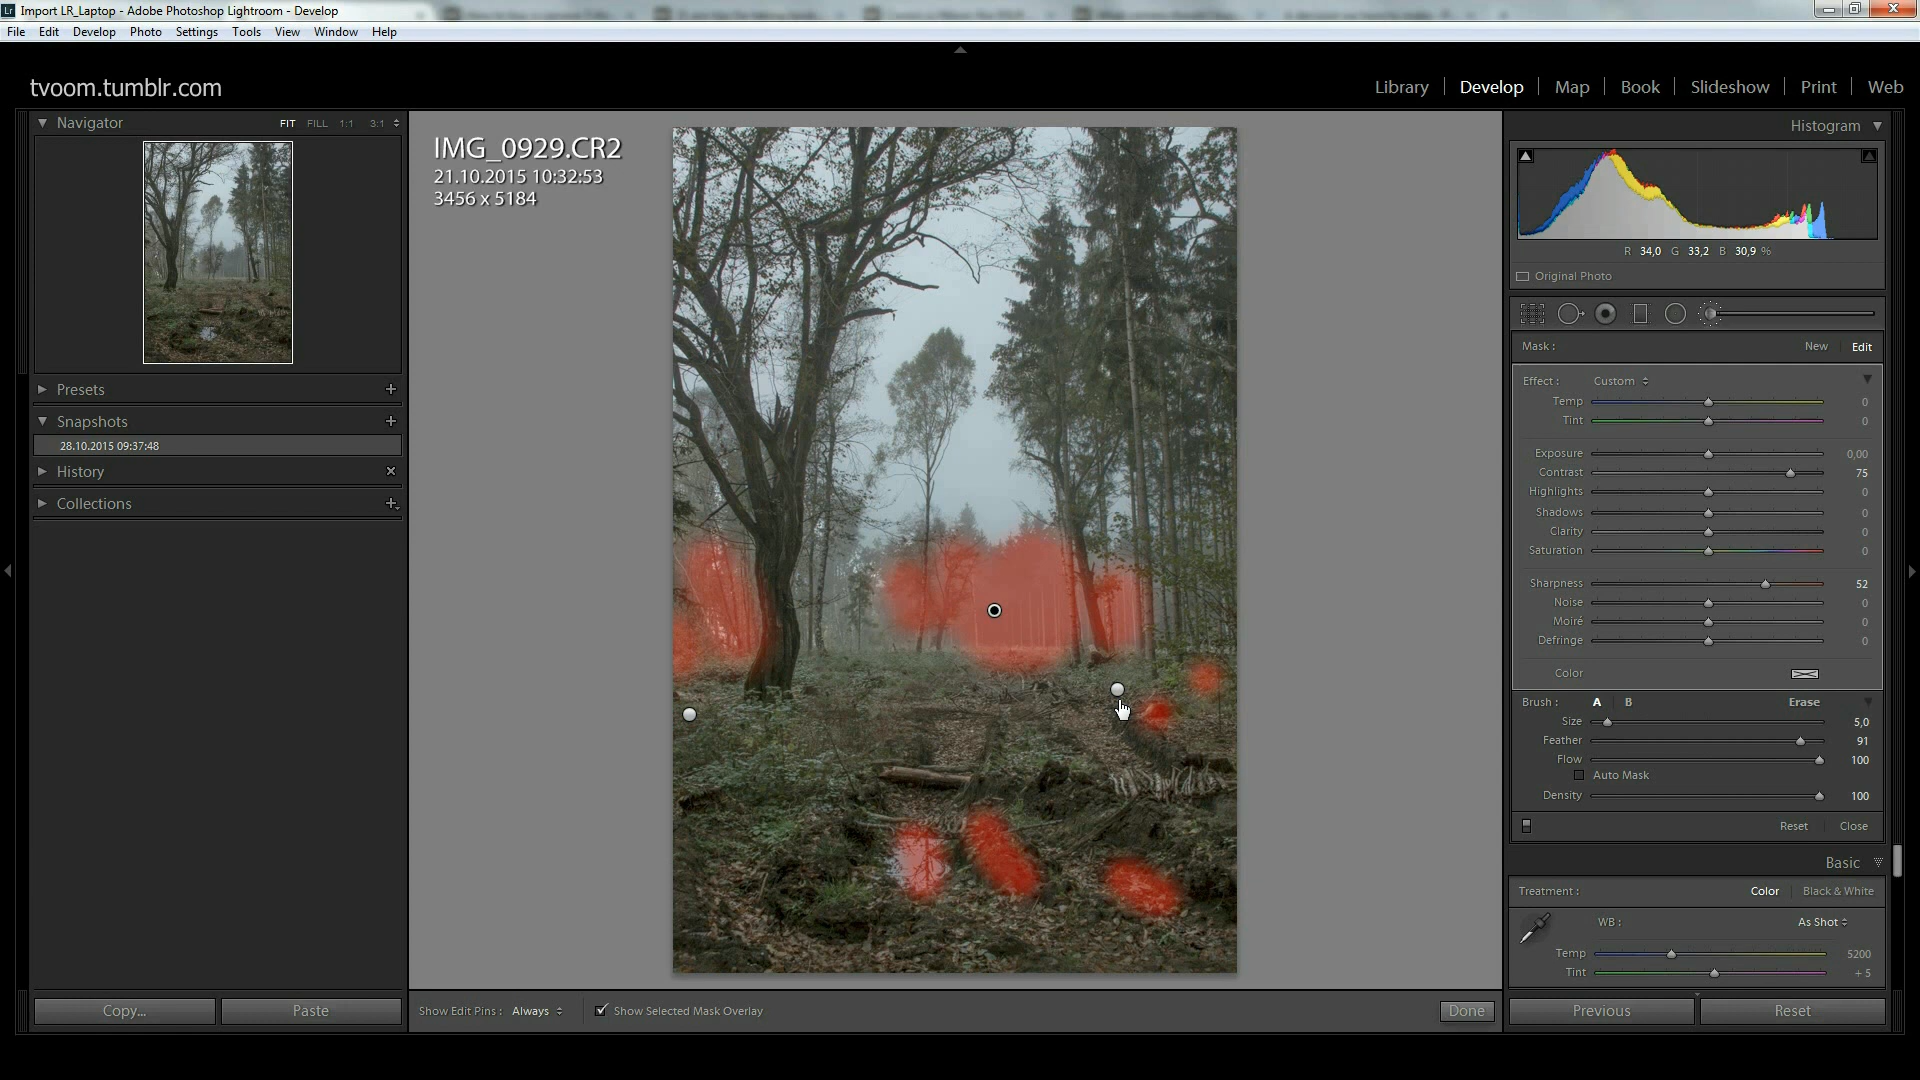 Lr Import LR_Laptop - Adobe Photoshop Lightroom - Develop
File Edit Develop Photo Settings Tools View Window Help
tvoom.tumblr.com
Library Develop Map Book Slideshow Print Web
Navigator FIT FILL 1:1 3:1
Presets
Snapshots
28.10.2015 09:37:48
History
Collections
Copy... Paste
IMG_0929.CR2
21.10.2015 10:32:53
3456 x 5184
Show Edit Pins : Always Show Selected Mask Overlay Done
Histogram
R 34,0 G 33,2 B 30,9 %
Original Photo
Mask : New Edit
Effect : Custom
Temp 0
Tint 0
Exposure 0,00
Contrast 75
Highlights 0
Shadows 0
Clarity 0
Saturation 0
Sharpness 52
Noise 0
Moiré 0
Defringe 0
Color
Brush : A B Erase
Size 5,0
Feather 91
Flow 100
Auto Mask
Density 100
Reset Close
Basic
Treatment : Color Black & White
WB : As Shot
Temp 5200
Tint + 5
Previous Reset